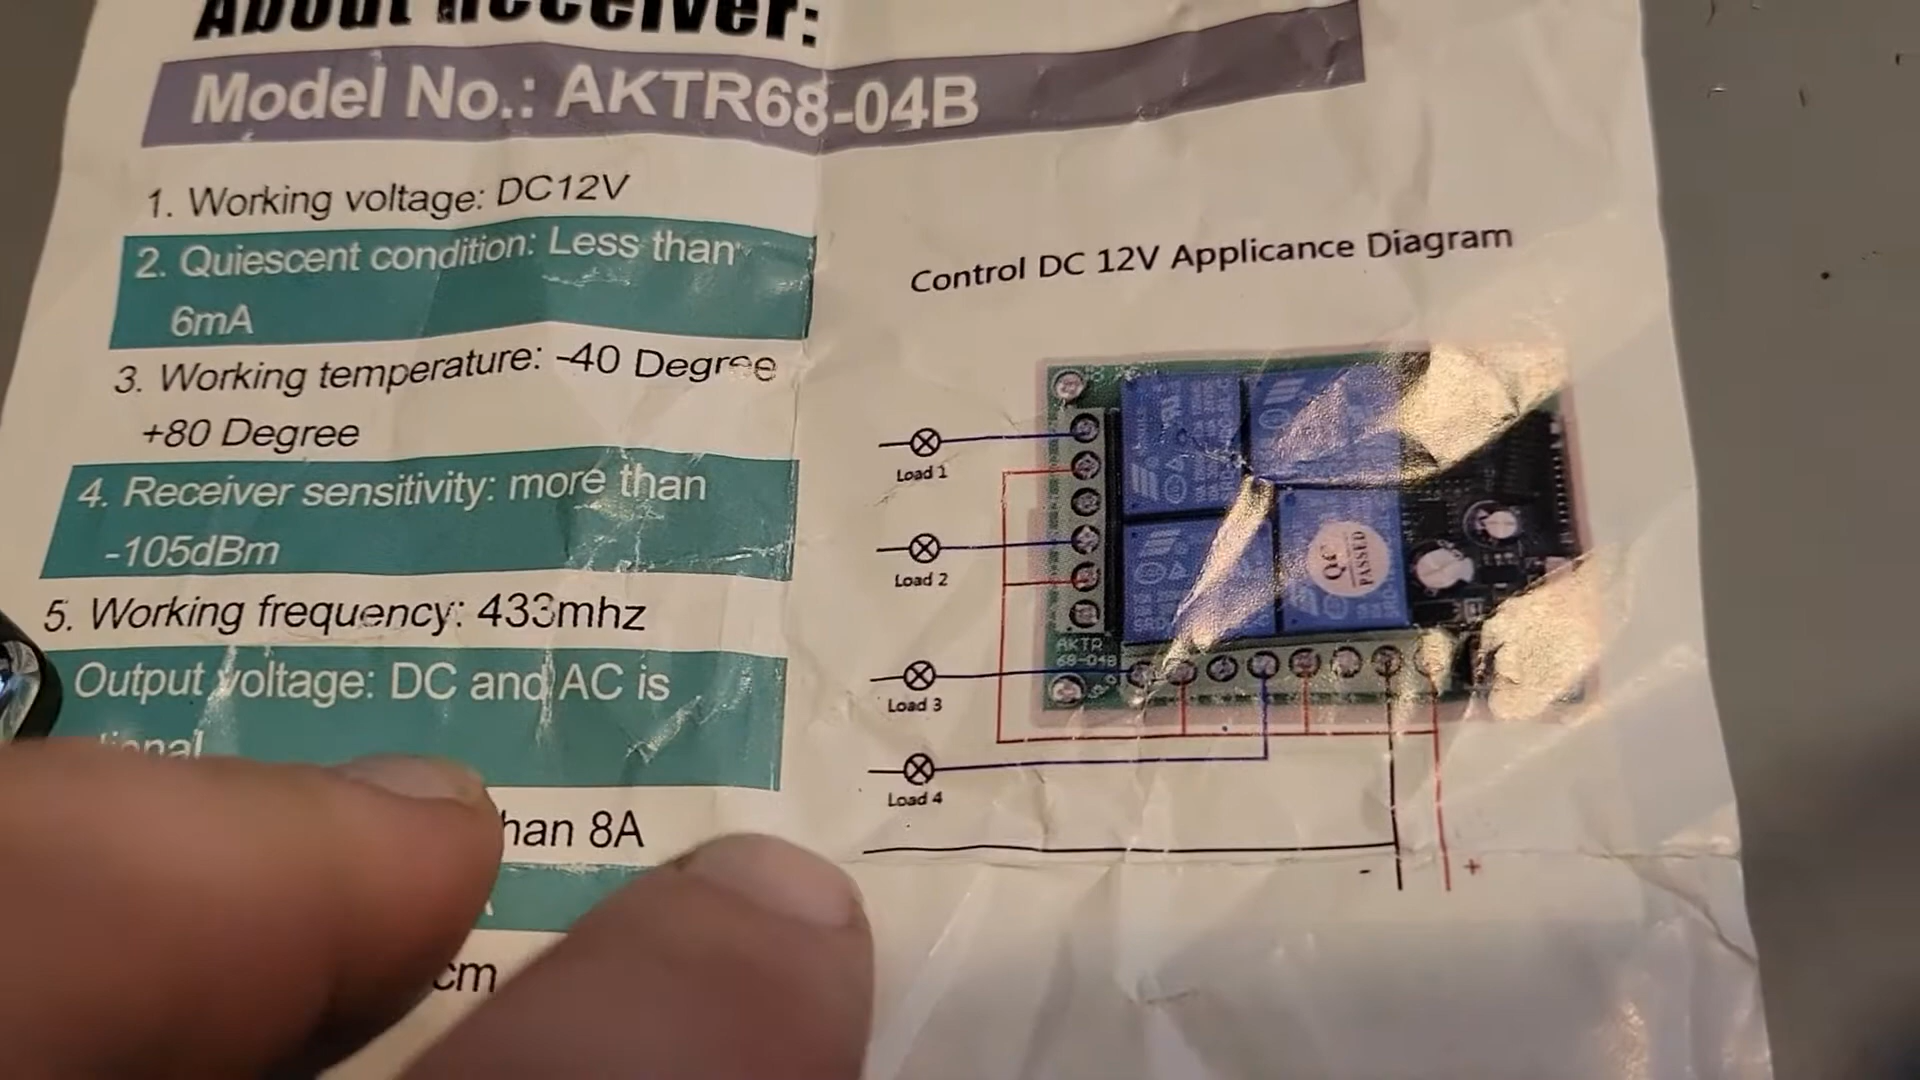 About Receiver:
Model No.: AKTR68-04B
1. Working voltage: DC12V
2. Quiescent condition: Less than
6mA
3. Working temperature: -40 Degree
+80 Degree
4. Receiver sensitivity: more than
-105dBm
5. Working frequency: 433mhz
Output voltage: DC and AC is
han 8A
cm
Control DC 12V Applicance Diagram
Load 1
Load 2
Load 3
Load 4
QC
PASSED
AKTR
68-04B
-
+